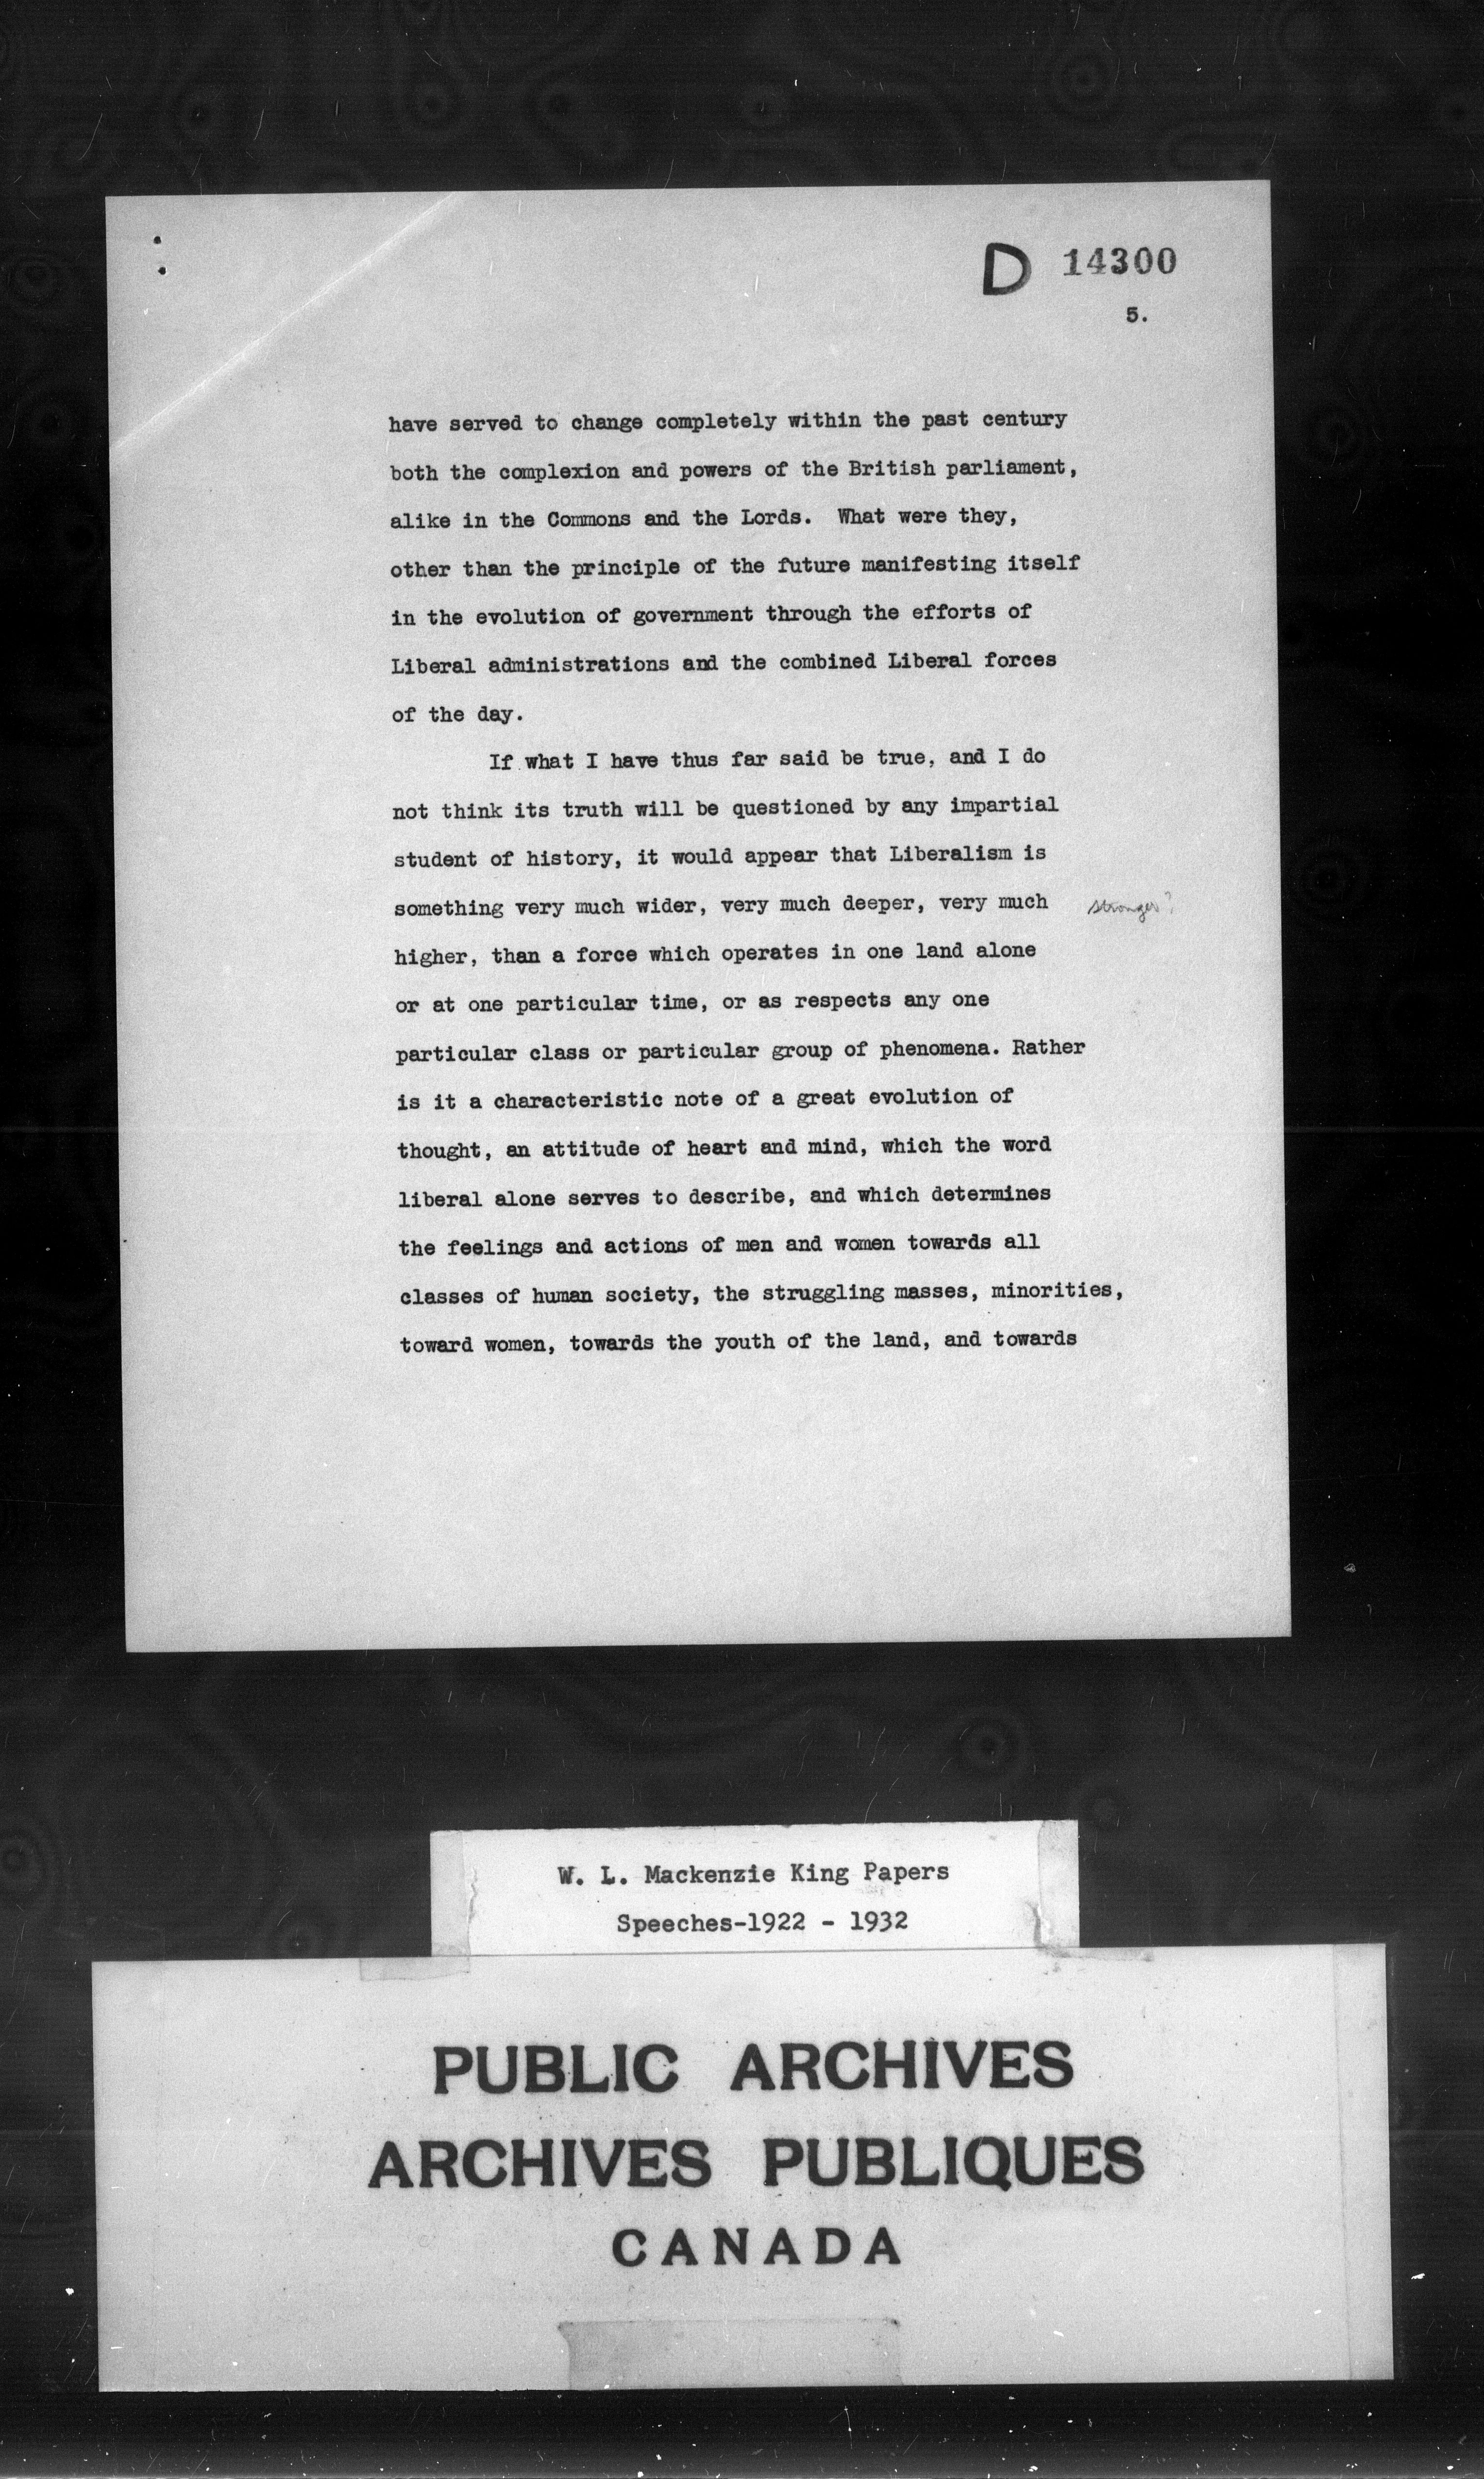 D 14300
5.
have served to change completely within the past century
both the complexion and powers of the British parliament,
alike in the Commons and the Lords. What were they,
other than the principle of the future manifesting itself
in the evolution of government through the efforts of
Liberal administrations and the combined Liberal forces
of the day.
If what I have thus far said be true, and I do
not think its truth will be questioned by any impartial
student of history, it would appear that Liberalism is
something very much wider, very much deeper, very much stronger?
higher, than a force which operates in one land alone
or at one particular time, or as respects any one
particular class or particular group of phenomena. Rather
is it a characteristic note of a great evolution of
thought, an attitude of heart and mind, which the word
liberal alone serves to describe, and which determines
the feelings and actions of men and women towards all
classes of human society, the struggling masses, minorities,
toward women, towards the youth of the land, and towards
W. L. Mackenzie King Papers
Speeches-1922 - 1932
PUBLIC ARCHIVES
ARCHIVES PUBLIQUES
CANADA